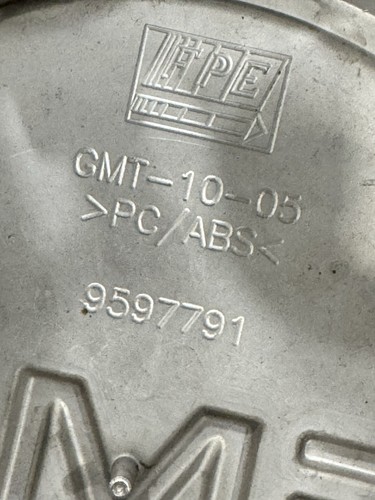 HPE
GMT-10-05
>PC/ABS<
9597791
M